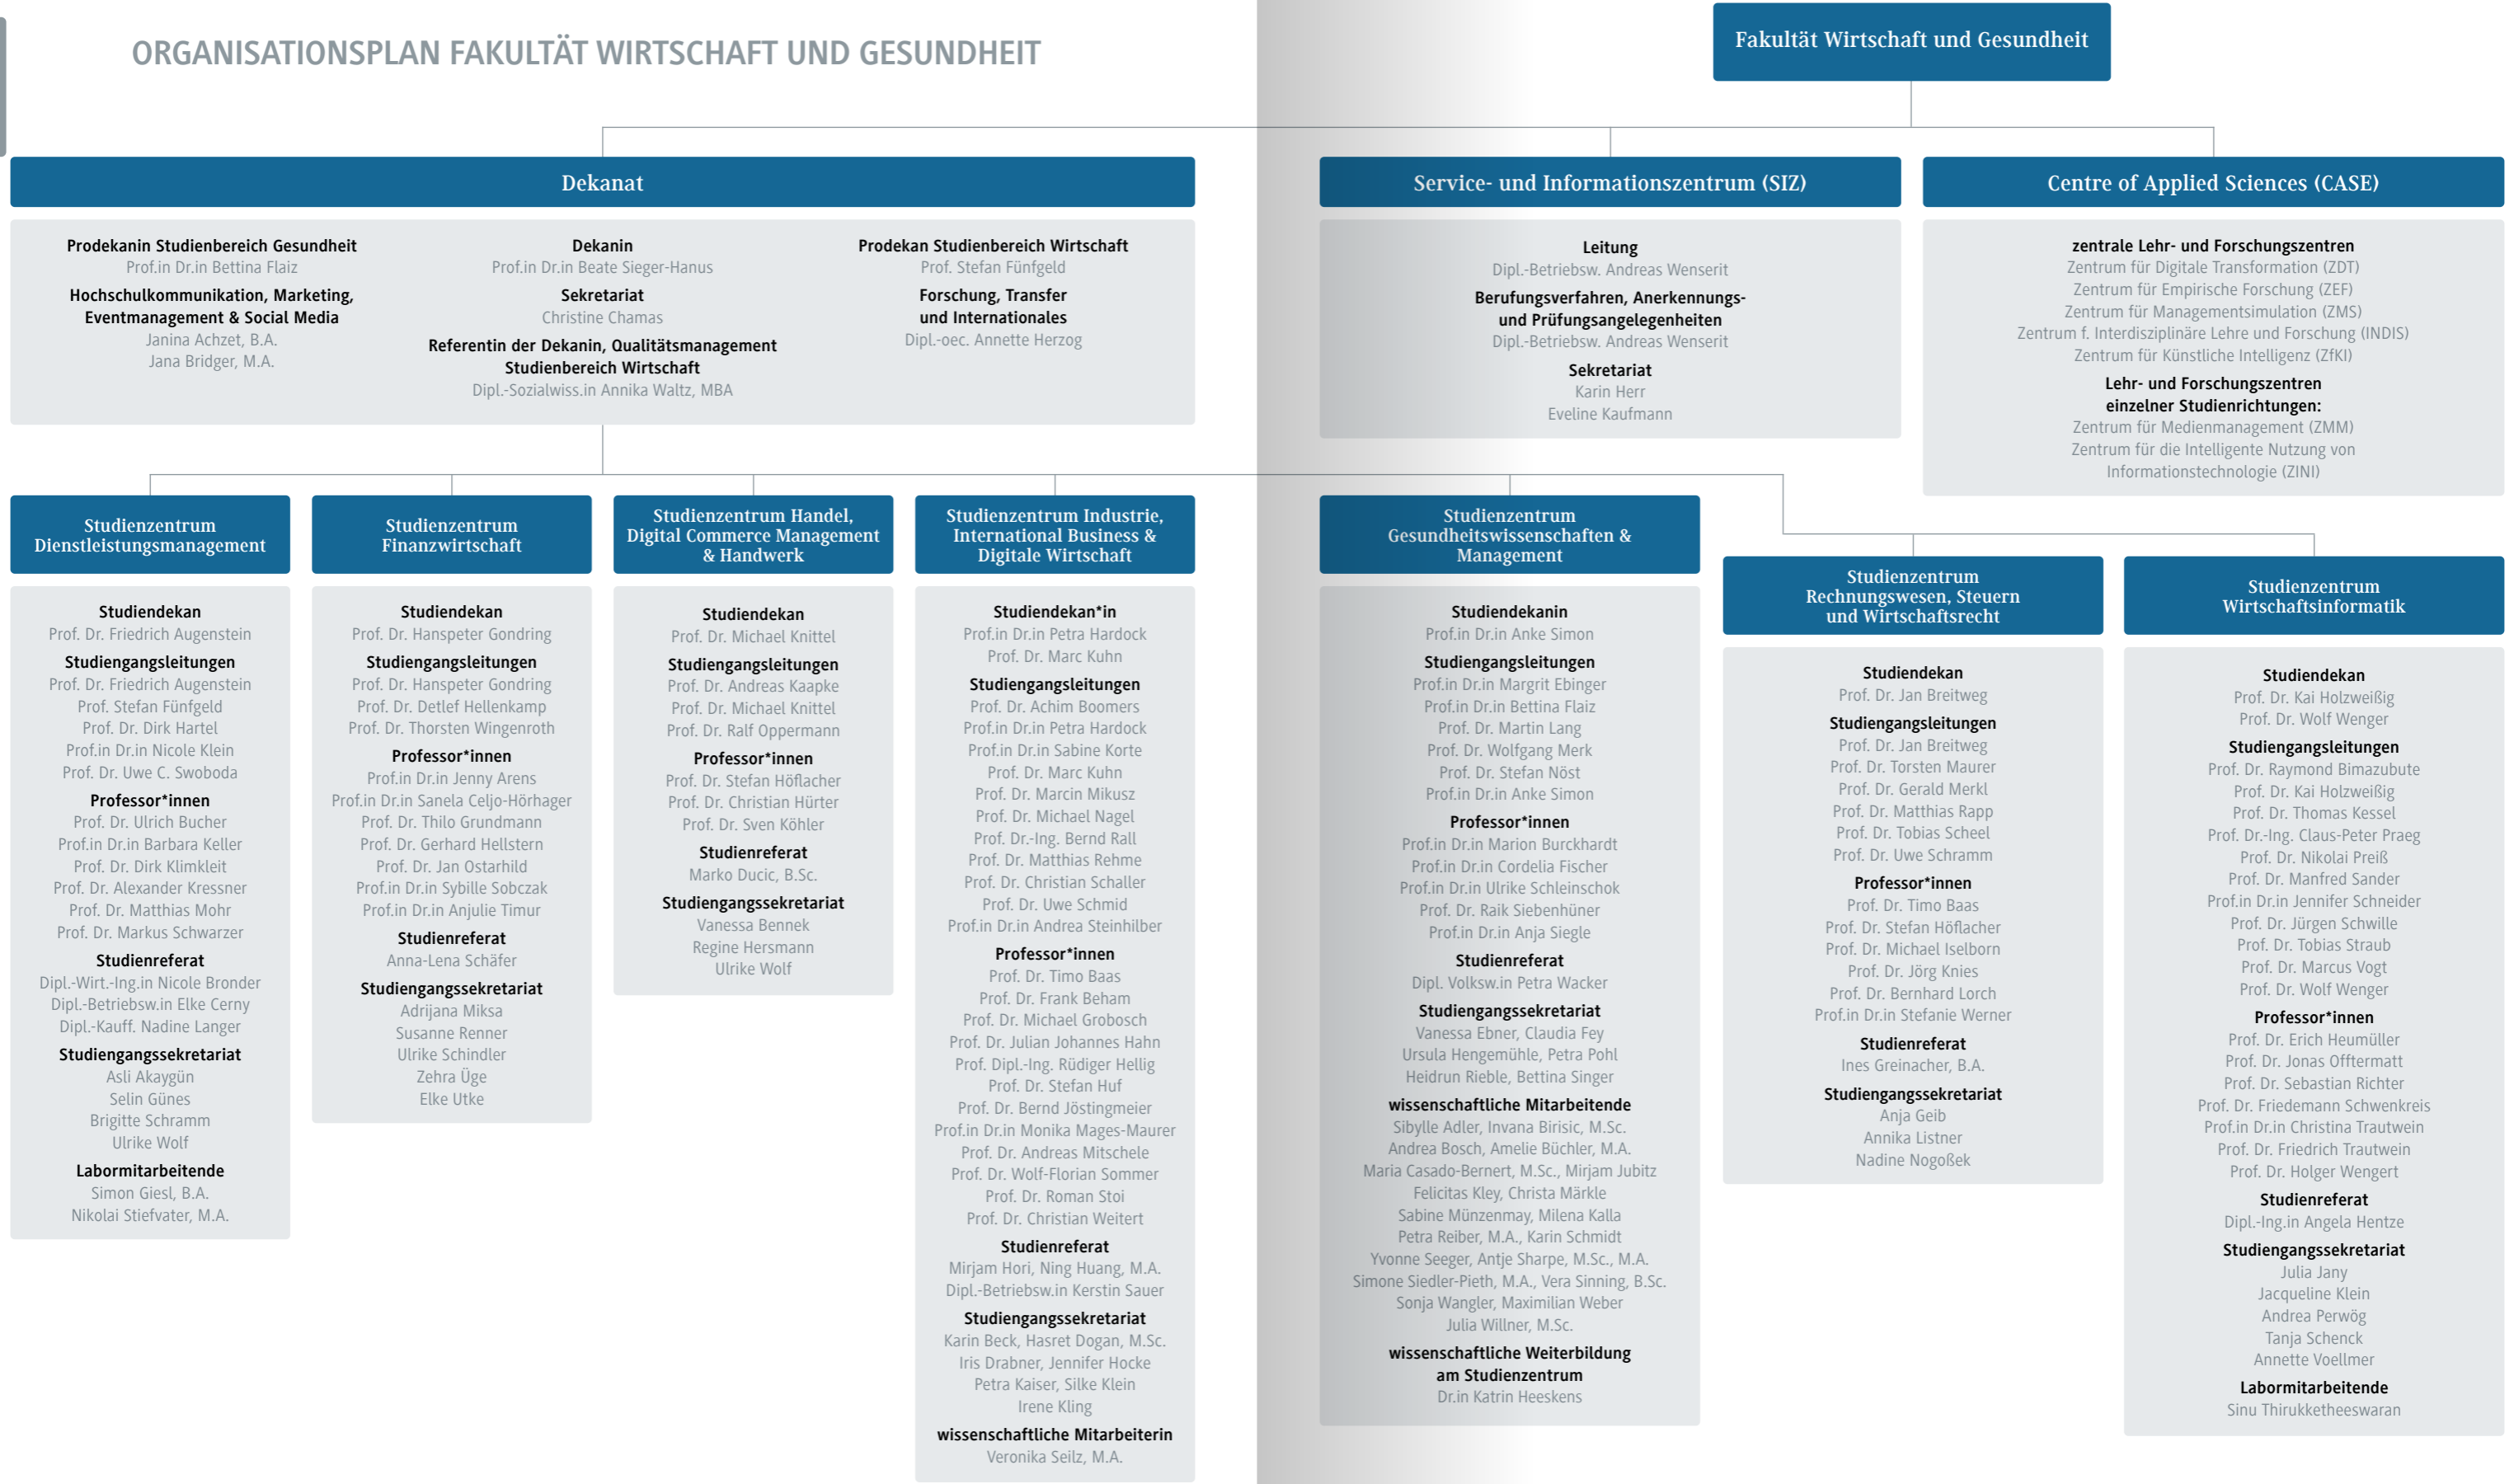 ORGANISATIONSPLAN FAKULTÄT WIRTSCHAFT UND GESUNDHEIT
Fakultät Wirtschaft und Gesundheit
Dekanat
Prodekanin Studienbereich Gesundheit
Prof.in Dr.in Bettina Flaiz
Hochschulkommunikation, Marketing,
Eventmanagement & Social Media
Janina Achzet, B.A.
Jana Bridger, M.A.
Dekanin
Prof.in Dr.in Beate Sieger-Hanus
Sekretariat
Christine Chamas
Referentin der Dekanin, Qualitätsmanagement
Studienbereich Wirtschaft
Dipl.-Sozialwiss.in Annika Waltz, MBA
Prodekan Studienbereich Wirtschaft
Prof. Stefan Fünfgeld
Forschung, Transfer
und Internationales
Dipl.-oec. Annette Herzog
Service- und Informationszentrum (SIZ)
Leitung
Dipl.-Betriebsw. Andreas Wenserit
Berufungsverfahren, Anerkennungs-
und Prüfungsangelegenheiten
Dipl.-Betriebsw. Andreas Wenserit
Sekretariat
Karin Herr
Eveline Kaufmann
Centre of Applied Sciences (CASE)
zentrale Lehr- und Forschungszentren
Zentrum für Digitale Transformation (ZDT)
Zentrum für Empirische Forschung (ZEF)
Zentrum für Managementsimulation (ZMS)
Zentrum f. Interdisziplinäre Lehre und Forschung (INDIS)
Zentrum für Künstliche Intelligenz (ZfKI)
Lehr- und Forschungszentren
einzelner Studienrichtungen:
Zentrum für Medienmanagement (ZMM)
Zentrum für die Intelligente Nutzung von
Informationstechnologie (ZINI)
Studienzentrum
Dienstleistungsmanagement
Studiendekan
Prof. Dr. Friedrich Augenstein
Studiengangsleitungen
Prof. Dr. Friedrich Augenstein
Prof. Stefan Fünfgeld
Prof. Dr. Dirk Hartel
Prof.in Dr.in Nicole Klein
Prof. Dr. Uwe C. Swoboda
Professor*innen
Prof. Dr. Ulrich Bucher
Prof.in Dr.in Barbara Keller
Prof. Dr. Dirk Klimkleit
Prof. Dr. Alexander Kressner
Prof. Dr. Matthias Mohr
Prof. Dr. Markus Schwarzer
Studienreferat
Dipl.-Wirt.-Ing.in Nicole Bronder
Dipl.-Betriebsw.in Elke Cerny
Dipl.-Kauff. Nadine Langer
Studiengangssekretariat
Asli Akaygün
Selin Günes
Brigitte Schramm
Ulrike Wolf
Labormitarbeitende
Simon Giesl, B.A.
Nikolai Stiefvater, M.A.
Studienzentrum
Finanzwirtschaft
Studiendekan
Prof. Dr. Hanspeter Gondring
Studiengangsleitungen
Prof. Dr. Hanspeter Gondring
Prof. Dr. Detlef Hellenkamp
Prof. Dr. Thorsten Wingenroth
Professor*innen
Prof.in Dr.in Jenny Arens
Prof.in Dr.in Sanela Celjo-Hörhager
Prof. Dr. Thilo Grundmann
Prof. Dr. Gerhard Hellstern
Prof. Dr. Jan Ostarhild
Prof.in Dr.in Sybille Sobczak
Prof.in Dr.in Anjulie Timur
Studienreferat
Anna-Lena Schäfer
Studiengangssekretariat
Adrijana Miksa
Susanne Renner
Ulrike Schindler
Zehra Üge
Elke Utke
Studienzentrum Handel,
Digital Commerce Management
& Handwerk
Studiendekan
Prof. Dr. Michael Knittel
Studiengangsleitungen
Prof. Dr. Andreas Kaapke
Prof. Dr. Michael Knittel
Prof. Dr. Ralf Oppermann
Professor*innen
Prof. Dr. Stefan Höflacher
Prof. Dr. Christian Hürter
Prof. Dr. Sven Köhler
Studienreferat
Marko Ducic, B.Sc.
Studiengangssekretariat
Vanessa Bennek
Regine Hersmann
Ulrike Wolf
Studienzentrum Industrie,
International Business &
Digitale Wirtschaft
Studiendekan*in
Prof.in Dr.in Petra Hardock
Prof. Dr. Marc Kuhn
Studiengangsleitungen
Prof. Dr. Achim Boomers
Prof.in Dr.in Petra Hardock
Prof.in Dr.in Sabine Korte
Prof. Dr. Marc Kuhn
Prof. Dr. Marcin Mikusz
Prof. Dr. Michael Nagel
Prof. Dr.-Ing. Bernd Rall
Prof. Dr. Matthias Rehme
Prof. Dr. Christian Schaller
Prof. Dr. Uwe Schmid
Prof.in Dr.in Andrea Steinhilber
Professor*innen
Prof. Dr. Timo Baas
Prof. Dr. Frank Beham
Prof. Dr. Michael Grobosch
Prof. Dr. Julian Johannes Hahn
Prof. Dipl.-Ing. Rüdiger Hellig
Prof. Dr. Stefan Huf
Prof. Dr. Bernd Jöstingmeier
Prof.in Dr.in Monika Mages-Maurer
Prof. Dr. Andreas Mitschele
Prof. Dr. Wolf-Florian Sommer
Prof. Dr. Roman Stoi
Prof. Dr. Christian Weitert
Studienreferat
Mirjam Hori, Ning Huang, M.A.
Dipl.-Betriebsw.in Kerstin Sauer
Studiengangssekretariat
Karin Beck, Hasret Dogan, M.Sc.
Iris Drabner, Jennifer Hocke
Petra Kaiser, Silke Klein
Irene Kling
wissenschaftliche Mitarbeiterin
Veronika Seilz, M.A.
Studienzentrum
Gesundheitswissenschaften &
Management
Studiendekanin
Prof.in Dr.in Anke Simon
Studiengangsleitungen
Prof.in Dr.in Margrit Ebinger
Prof.in Dr.in Bettina Flaiz
Prof. Dr. Martin Lang
Prof. Dr. Wolfgang Merk
Prof. Dr. Stefan Nöst
Prof.in Dr.in Anke Simon
Professor*innen
Prof.in Dr.in Marion Burckhardt
Prof.in Dr.in Cordelia Fischer
Prof.in Dr.in Ulrike Schleinschok
Prof. Dr. Raik Siebenhüner
Prof.in Dr.in Anja Siegle
Studienreferat
Dipl. Volksw.in Petra Wacker
Studiengangssekretariat
Vanessa Ebner, Claudia Fey
Ursula Hengemühle, Petra Pohl
Heidrun Rieble, Bettina Singer
wissenschaftliche Mitarbeitende
Sibylle Adler, Invana Birisic, M.Sc.
Andrea Bosch, Amelie Büchler, M.A.
Maria Casado-Bernert, M.Sc., Mirjam Jubitz
Felicitas Kley, Christa Märkle
Sabine Münzenmay, Milena Kalla
Petra Reiber, M.A., Karin Schmidt
Yvonne Seeger, Antje Sharpe, M.Sc., M.A.
Simone Siedler-Pieth, M.A., Vera Sinning, B.Sc.
Sonja Wangler, Maximilian Weber
Julia Willner, M.Sc.
wissenschaftliche Weiterbildung
am Studienzentrum
Dr.in Katrin Heeskens
Studienzentrum
Rechnungswesen, Steuern
und Wirtschaftsrecht
Studiendekan
Prof. Dr. Jan Breitweg
Studiengangsleitungen
Prof. Dr. Jan Breitweg
Prof. Dr. Torsten Maurer
Prof. Dr. Gerald Merkl
Prof. Dr. Matthias Rapp
Prof. Dr. Tobias Scheel
Prof. Dr. Uwe Schramm
Professor*innen
Prof. Dr. Timo Baas
Prof. Dr. Stefan Höflacher
Prof. Dr. Michael Iselborn
Prof. Dr. Jörg Knies
Prof. Dr. Bernhard Lorch
Prof.in Dr.in Stefanie Werner
Studienreferat
Ines Greinacher, B.A.
Studiengangssekretariat
Anja Geib
Annika Listner
Nadine Nogoßek
Studienzentrum
Wirtschaftsinformatik
Studiendekan
Prof. Dr. Kai Holzweißig
Prof. Dr. Wolf Wenger
Studiengangsleitungen
Prof. Dr. Raymond Bimazubute
Prof. Dr. Kai Holzweißig
Prof. Dr. Thomas Kessel
Prof. Dr.-Ing. Claus-Peter Praeg
Prof. Dr. Nikolai Preiß
Prof. Dr. Manfred Sander
Prof.in Dr.in Jennifer Schneider
Prof. Dr. Jürgen Schwille
Prof. Dr. Tobias Straub
Prof. Dr. Marcus Vogt
Prof. Dr. Wolf Wenger
Professor*innen
Prof. Dr. Erich Heumüller
Prof. Dr. Jonas Offtermatt
Prof. Dr. Sebastian Richter
Prof. Dr. Friedemann Schwenkreis
Prof.in Dr.in Christina Trautwein
Prof. Dr. Friedrich Trautwein
Prof. Dr. Holger Wengert
Studienreferat
Dipl.-Ing.in Angela Hentze
Studiengangssekretariat
Julia Jany
Jacqueline Klein
Andrea Perwög
Tanja Schenck
Annette Voellmer
Labormitarbeitende
Sinu Thirukketheeswaran